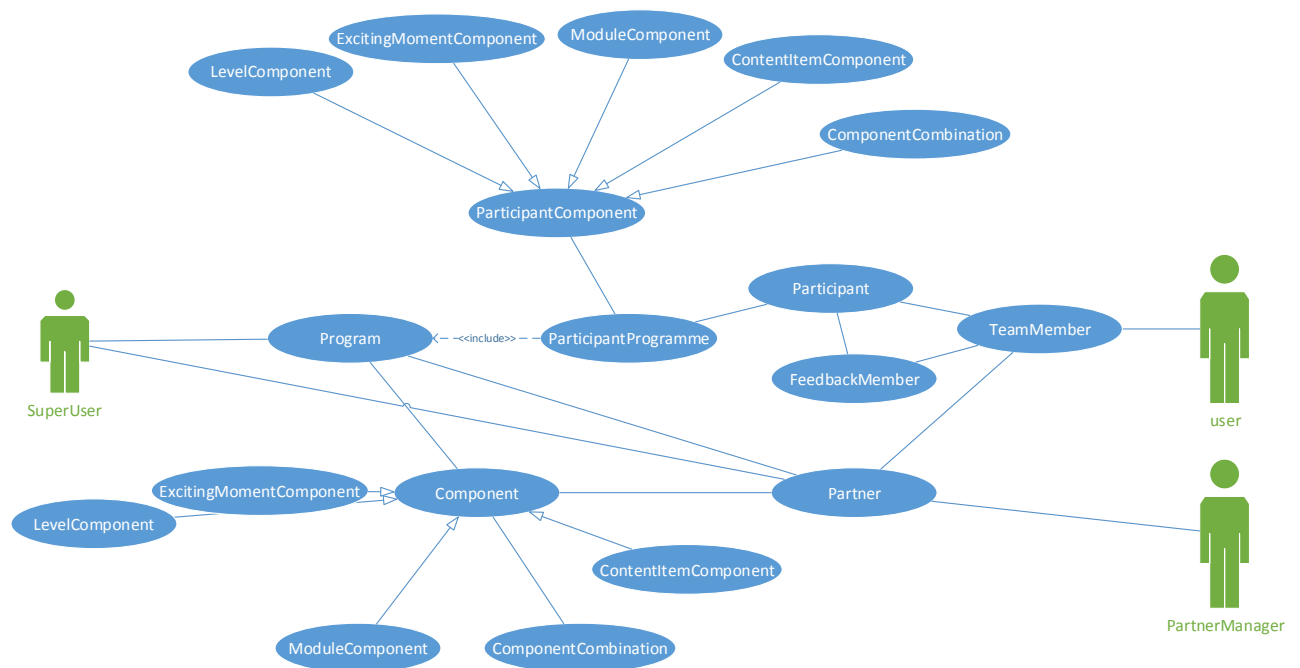 ModuleComponent
ExcitingMomentComponent
ContentItemComponent
LevelComponent
ComponentCombination
ParticipantComponent
Participant
TeamMember
Program
<<include>>
ParticipantProgramme
FeedbackMember
SuperUser
user
ExcitingMomentComponent
Component
Partner
LevelComponent
ContentItemComponent
PartnerManager
ModuleComponent
ComponentCombination